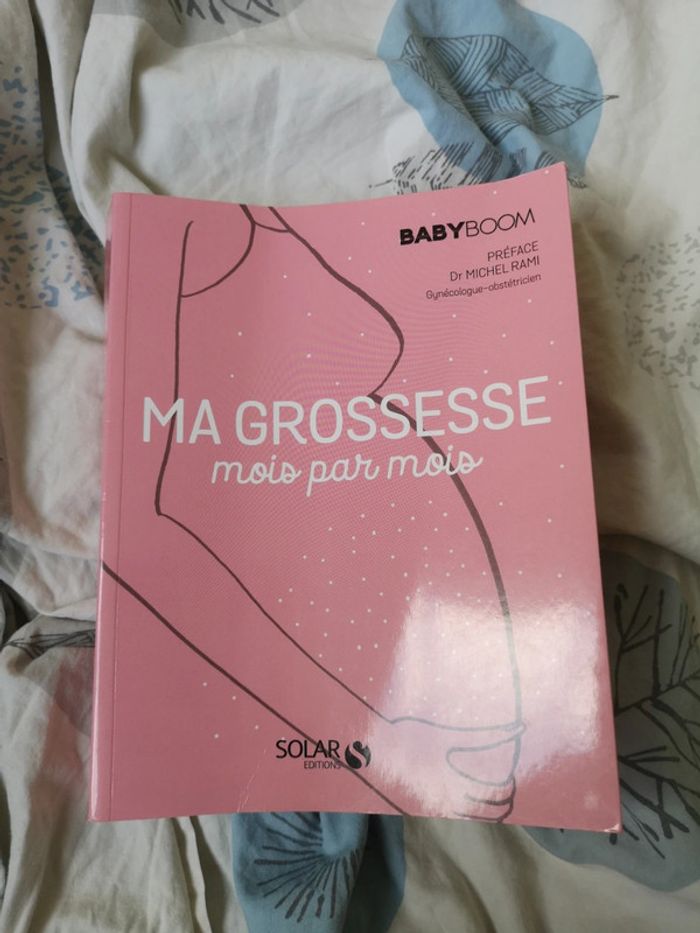 BABYBOOM
PRÉFACE
Dr MICHEL RAMI
Gynécologue-obstétricien
MA GROSSESSE
mois par mois
SOLAR
EDITIONS